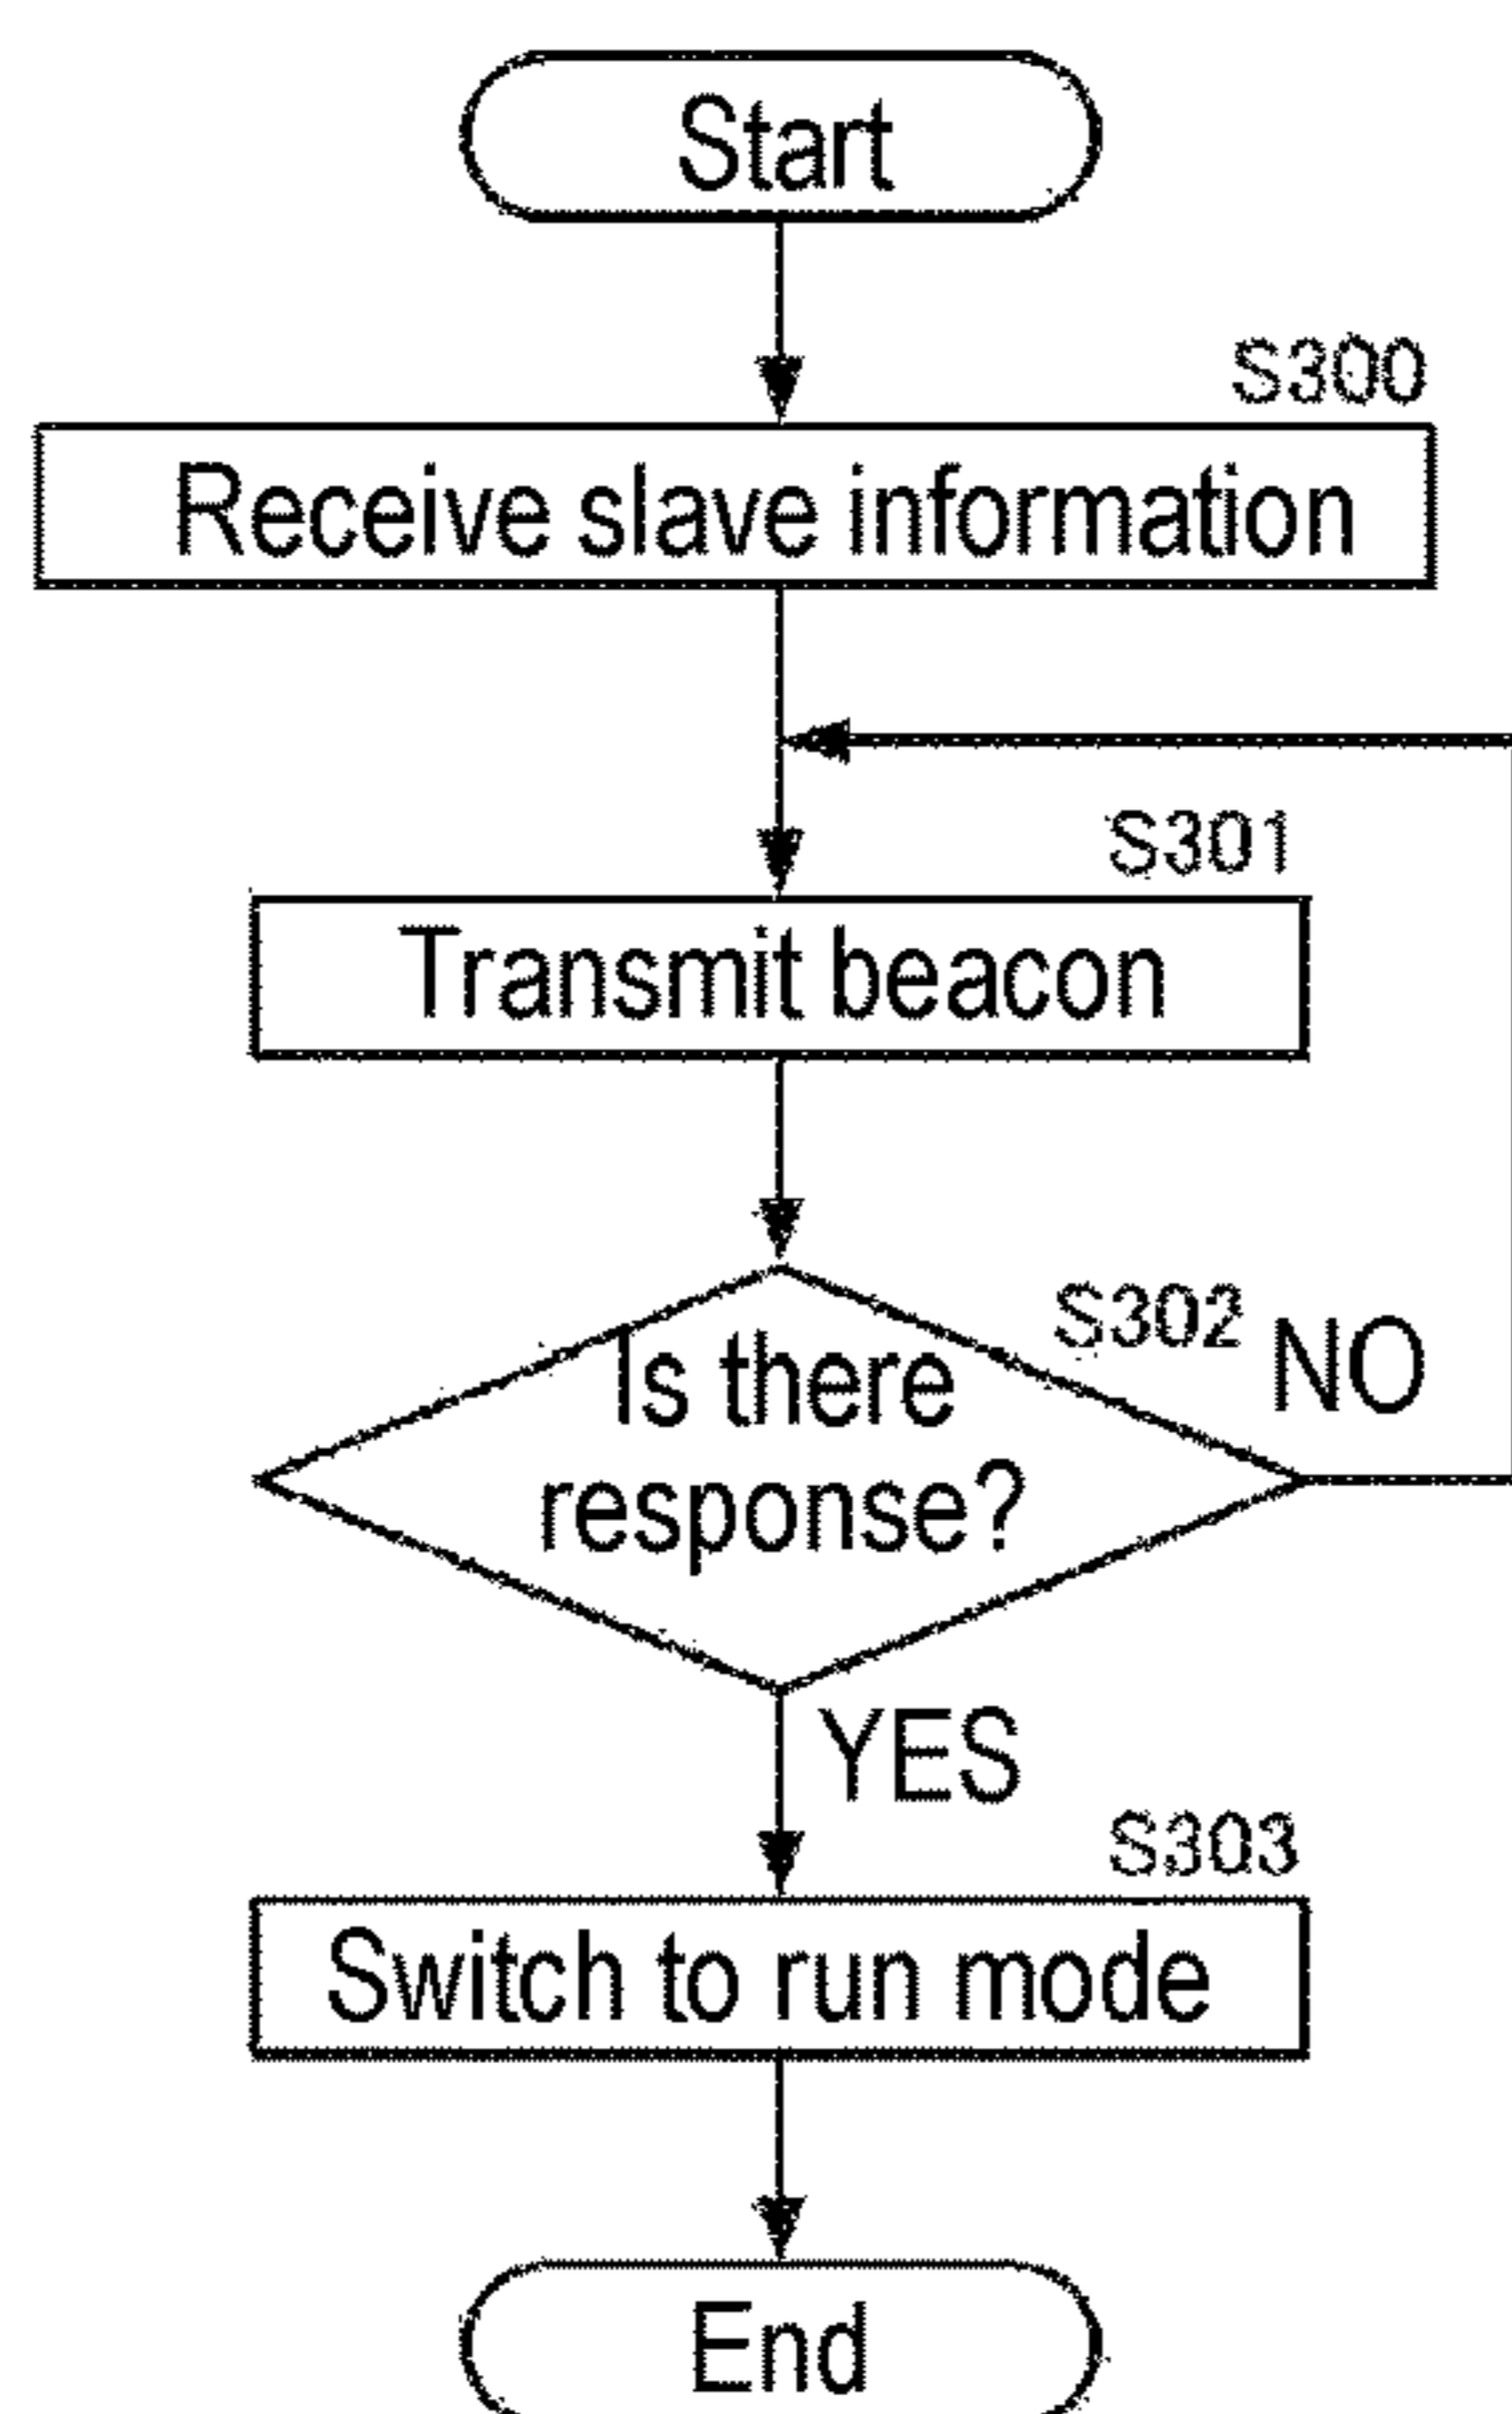 Start
S300
Receive slave information
S301
Transmit beacon
S302
NO
Is there
response?
YES
S303
Switch to run mode
End